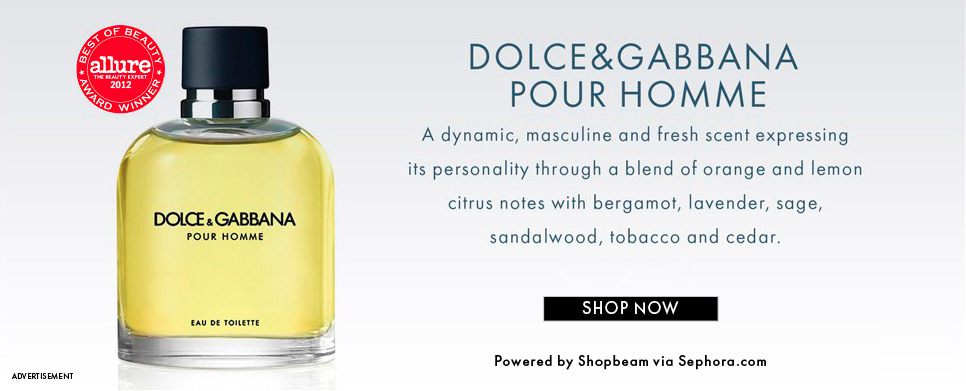 BEST OF BEAUTY
allure
THE BEAUTY EXPERT
2012
AWARD WINNER
DOLCE & GABBANA
POUR HOMME
EAU DE TOILETTE
DOLCE&GABBANA
POUR HOMME
A dynamic, masculine and fresh scent expressing
its personality through a blend of orange and lemon
citrus notes with bergamot, lavender, sage,
sandalwood, tobacco and cedar.
SHOP NOW
Powered by Shopbeam via Sephora.com
ADVERTISEMENT